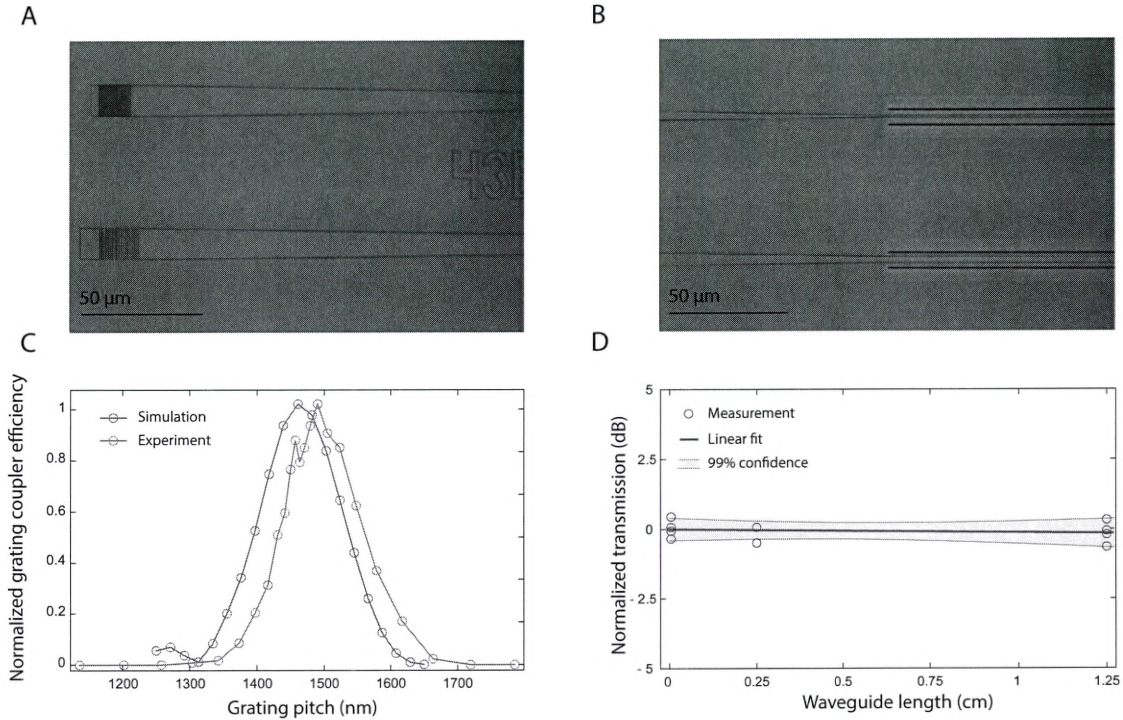 A
B
43
50 μm
50 μm
C
D
Normalized grating coupler efficiency
1
0.8
0.6
0.4
0.2
0
Simulation
Experiment
1200 1300 1400 1500 1600 1700
Grating pitch (nm)
Normalized transmission (dB)
5
2.5
0
- 2.5
- 5
Measurement
Linear fit
99% confidence
0 0.25 0.5 0.75 1 1.25
Waveguide length (cm)